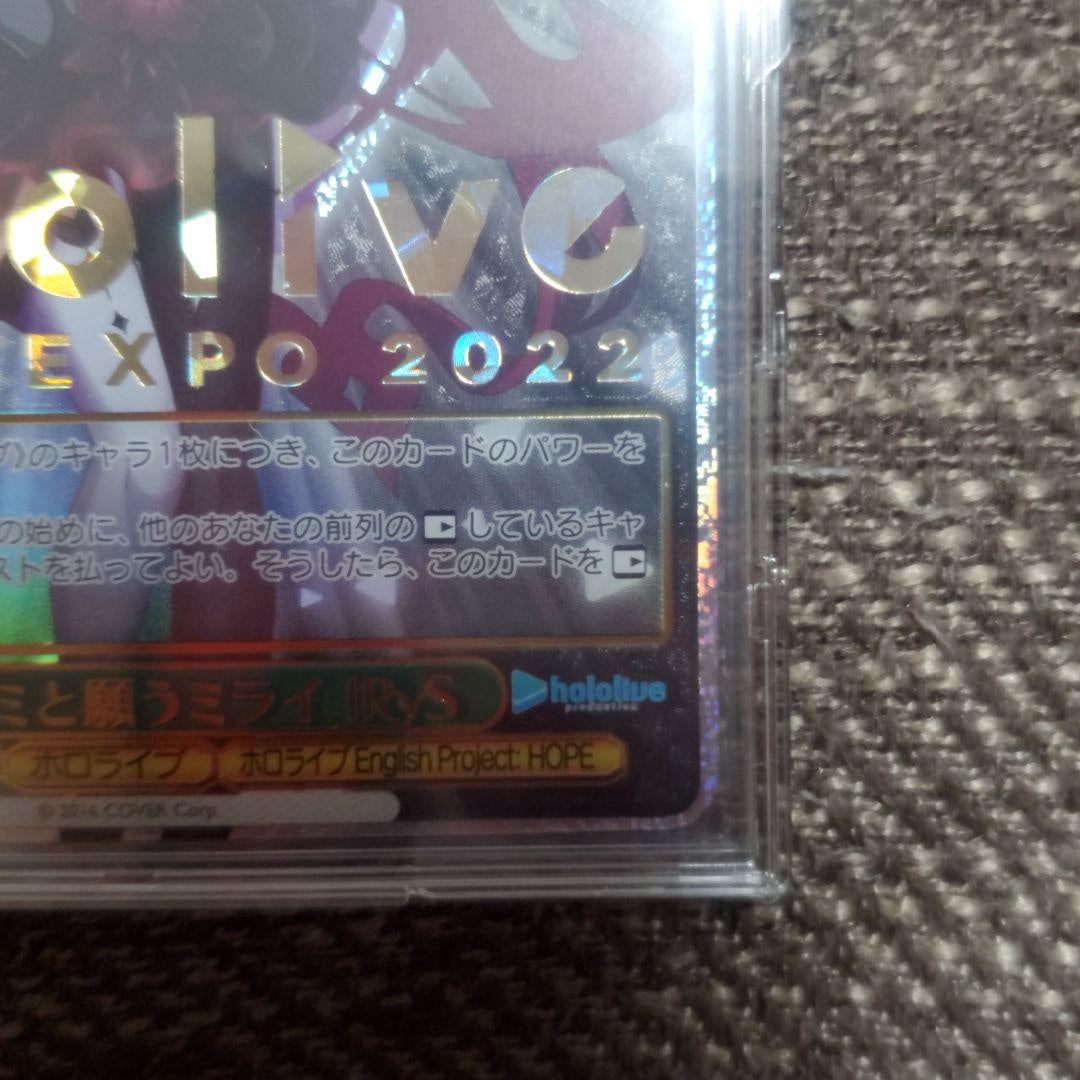 olive
EXPO 2022
ブ》のキャラ1枚につき、このカードのパワーを
の始めに、他のあなたの前列の しているキャ
ストを払ってよい。そうしたら、このカードを
ミと願うミライ IRyS
hololive
production
ホロライブ ホロライブ English Project: HOPE
© 2016 COVER Corp.